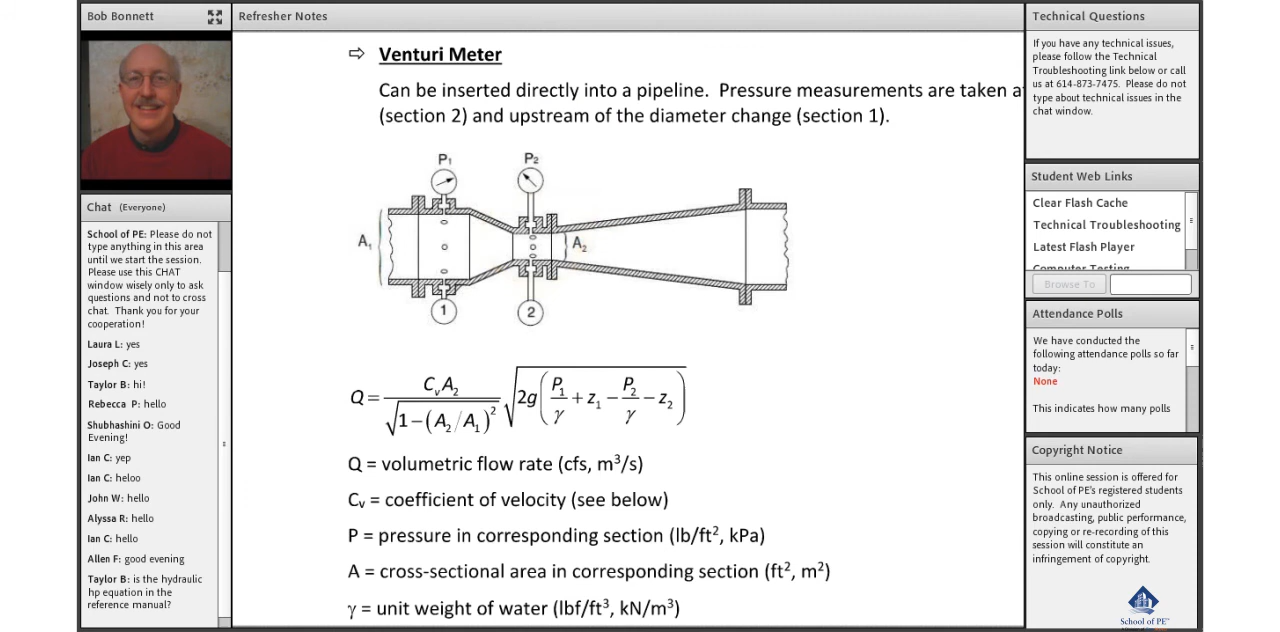 Bob Bonnett
Chat (Everyone)
School of PE: Please do not
type anything in this area
until we start the session.
Please use this CHAT
window wisely only to ask
questions and not to cross
chat. Thank you for your
cooperation!
Laura L: yes
Joseph C: yes
Taylor B: hi!
Rebecca P: hello
Shubhashini O: Good
Evening!
Ian C: yep
Ian C: heloo
John W: hello
Alyssa R: hello
Ian C: hello
Allen F: good evening
Taylor B: is the hydraulic
hp equation in the
reference manual?
Refresher Notes
⇨ Venturi Meter
Can be inserted directly into a pipeline. Pressure measurements are taken a
(section 2) and upstream of the diameter change (section 1).
P₁ P₂
A₁ A₂
1 2
Q = CᵥA₂ / √(1−(A₂/A₁)²) √(2g(P₁/γ + z₁ − P₂/γ − z₂))
Q = volumetric flow rate (cfs, m³/s)
Cᵥ = coefficient of velocity (see below)
P = pressure in corresponding section (lb/ft², kPa)
A = cross-sectional area in corresponding section (ft², m²)
γ = unit weight of water (lbf/ft³, kN/m³)
Technical Questions
If you have any technical issues,
please follow the Technical
Troubleshooting link below or call
us at 614-873-7475. Please do not
type about technical issues in the
chat window.
Student Web Links
Clear Flash Cache
Technical Troubleshooting
Latest Flash Player
Computer Testing
Browse To
Attendance Polls
We have conducted the
following attendance polls so far
today:
None
This indicates how many polls
Copyright Notice
This online session is offered for
School of PE's registered students
only. Any unauthorized
broadcasting, public performance,
copying or re-recording of this
session will constitute an
infringement of copyright.
School of PE